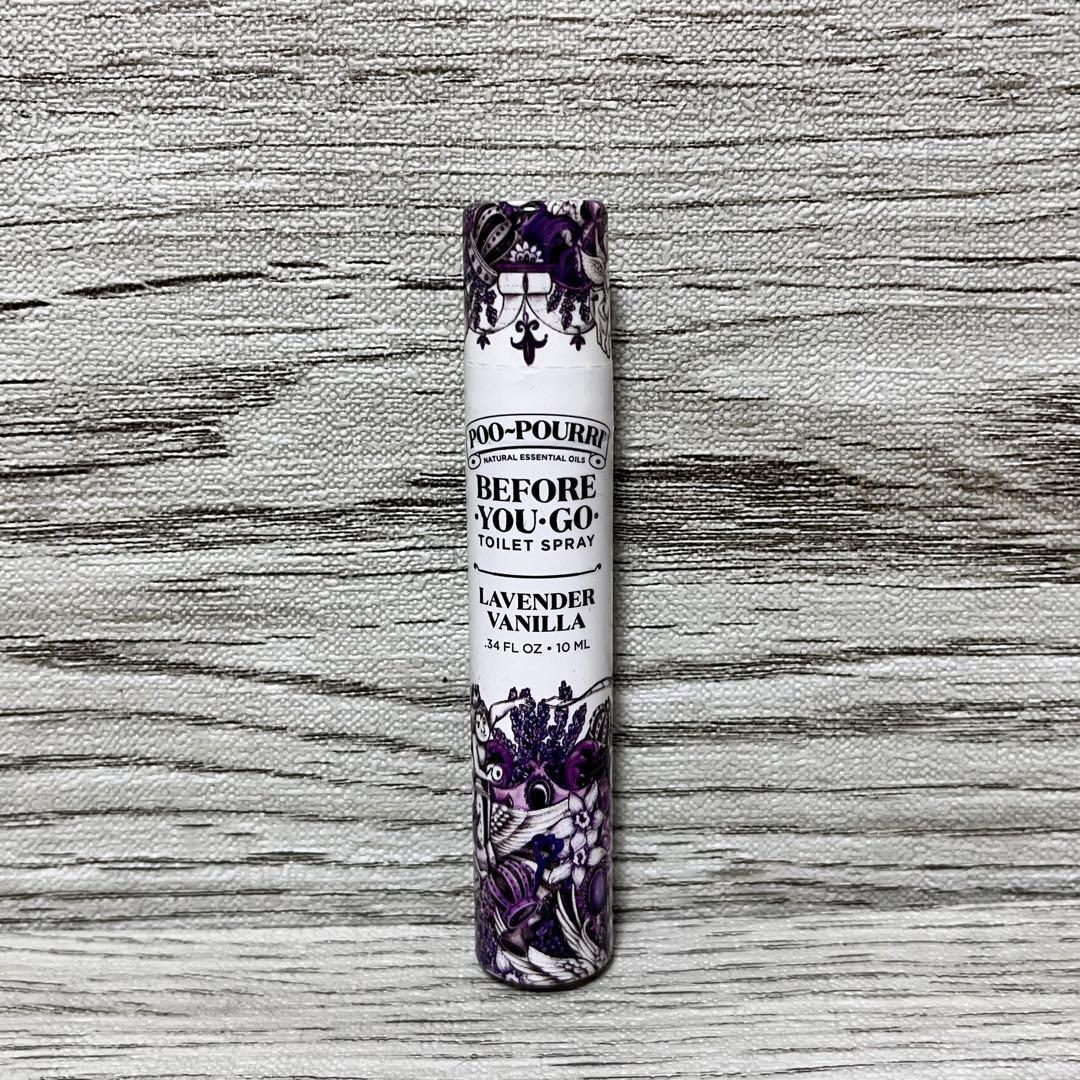 POO~POURRI
NATURAL ESSENTIAL OILS
BEFORE
·YOU·GO·
TOILET SPRAY
LAVENDER
VANILLA
.34 FL OZ • 10 ML